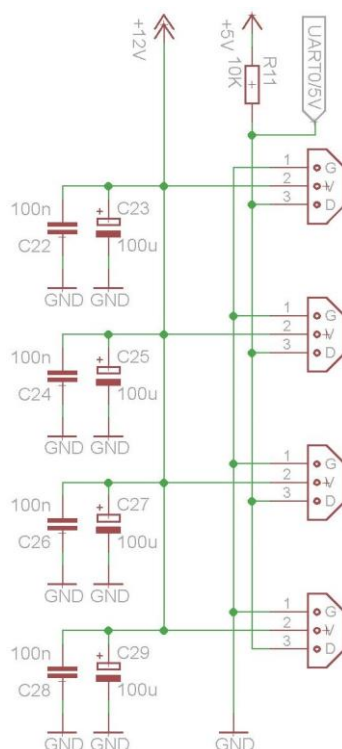 +12V
+5V
10K
R11
UART0/5V
1 G
2 V
3 D
100n
C22
+ C23
100u
GND GND
1 G
2 V
3 D
100n
C24
+ C25
100u
GND GND
1 G
2 V
3 D
100n
C26
+ C27
100u
GND GND
1 G
2 V
3 D
100n
C28
+ C29
100u
GND GND GND